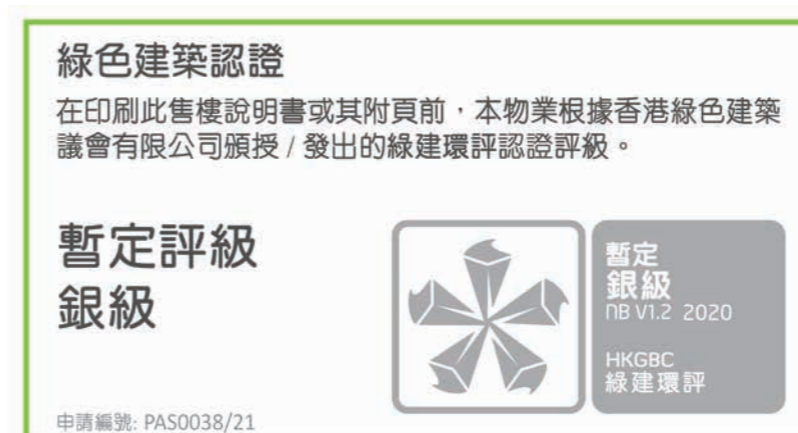 綠色建築認證
在印刷此售樓說明書或其附頁前，本物業根據香港綠色建築
議會有限公司頒授 / 發出的綠建環評認證評級。
暫定評級
銀級
暫定
銀級
NB V1.2 2020
HKGBC
綠建環評
申請編號: PAS0038/21